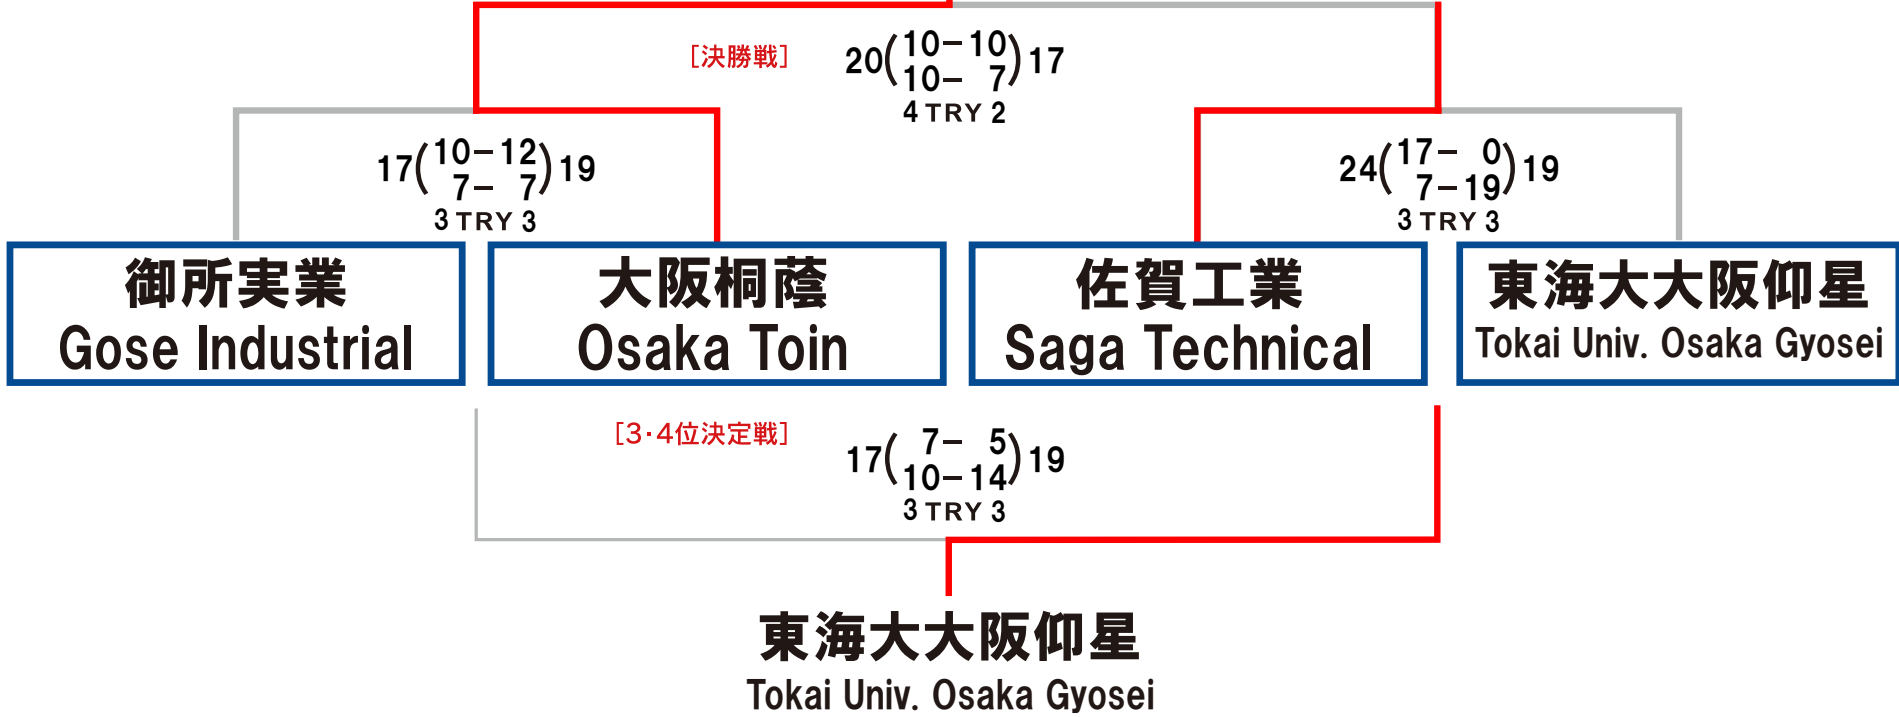 [決勝戦]
20(10-10
10- 7)17
4 TRY 2
17(10-12
7- 7)19
3 TRY 3
24(17- 0
7-19)19
3 TRY 3
御所実業
Gose Industrial
大阪桐蔭
Osaka Toin
佐賀工業
Saga Technical
東海大大阪仰星
Tokai Univ. Osaka Gyosei
[3・4位決定戦]
17(7- 5
10-14)19
3 TRY 3
東海大大阪仰星
Tokai Univ. Osaka Gyosei